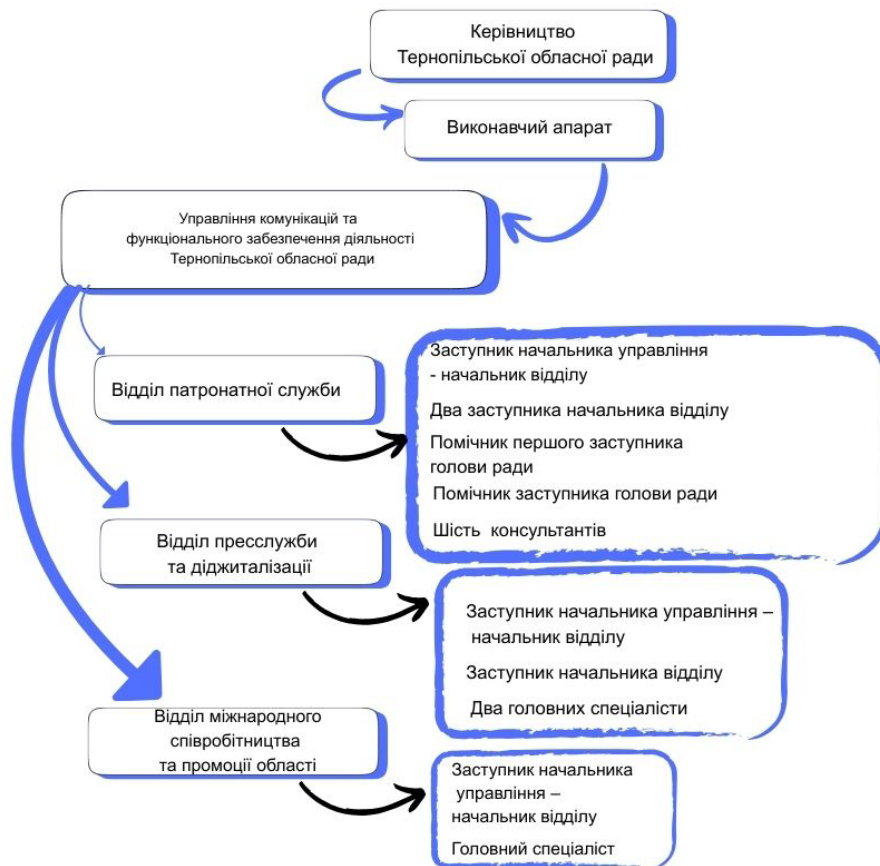 Керівництво
Тернопільської обласної ради
Виконавчий апарат
Управління комунікацій та
функціонального забезпечення діяльності
Тернопільської обласної ради
Відділ патронатної служби
Заступник начальника управління
- начальник відділу
Два заступника начальника відділу
Помічник першого заступника
голови ради
Помічник заступника голови ради
Шість консультантів
Відділ пресслужби
та діджиталізації
Заступник начальника управління –
начальник відділу
Заступник начальника відділу
Два головних спеціалісти
Відділ міжнародного
співробітництва
та промоції області
Заступник начальника
управління –
начальник відділу
Головний спеціаліст